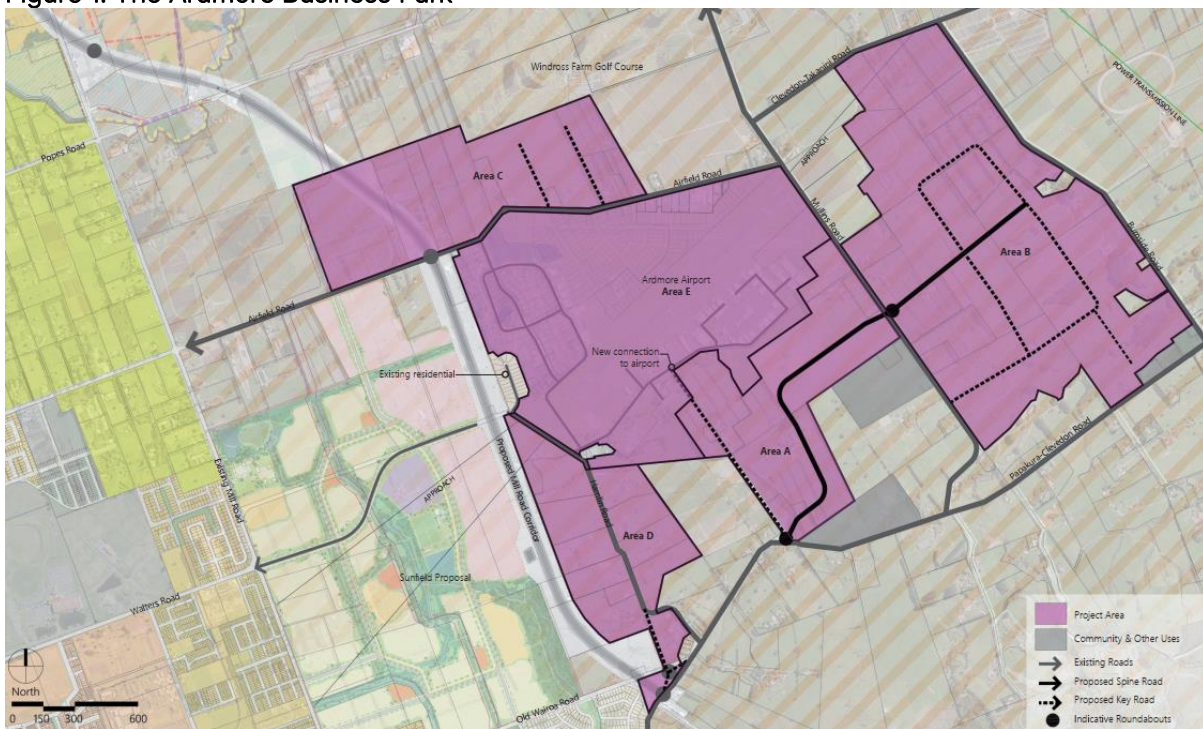 Figure 4: The Ardmore Business Park
Windross Farm Golf Course
Clevedon-Takanini Road
POWER TRANSMISSION LINE
Popes Road
APPROACH
Area C
Airfield Road
Mullins Road
Burnside Road
Area B
Ardmore Airport
Area E
Airfield Road
New connection
to airport
Existing residential
Papakura-Clevedon Road
Area A
Existing Mill Road
APPROACH
Proposed Mill Road Corridor
Hamlin Road
Area D
Sunfield Proposal
Walters Road
Old Wairoa Road
North
0 150 300 600
Project Area
Community & Other Uses
Existing Roads
Proposed Spine Road
Proposed Key Road
Indicative Roundabouts